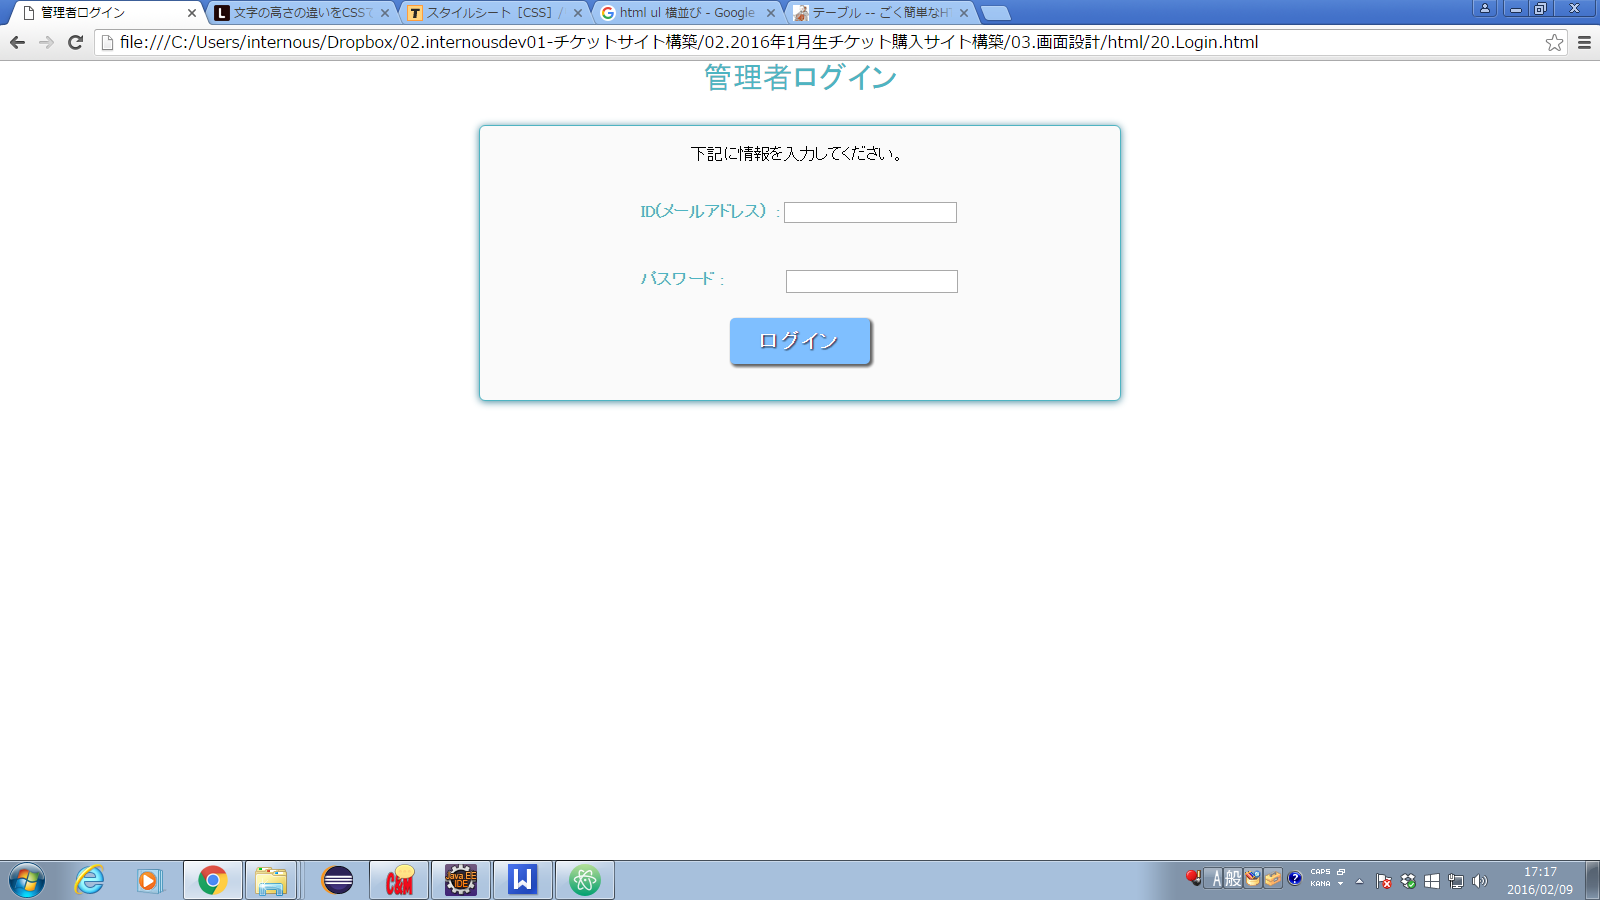 管理者ログイン
文字の高さの違いをCSSで
スタイルシート［CSS］/
html ul 横並び - Google
テーブル -- ごく簡単なH
file:///C:/Users/internous/Dropbox/02.internousdev01-チケットサイト構築/02.2016年1月生チケット購入サイト構築/03.画面設計/html/20.Login.html
管理者ログイン
下記に情報を入力してください。
ID(メールアドレス) :
パスワード :
ログイン
C&M
Java EE
IDE
W
A 般
CAPS
KANA
17:17
2016/02/09